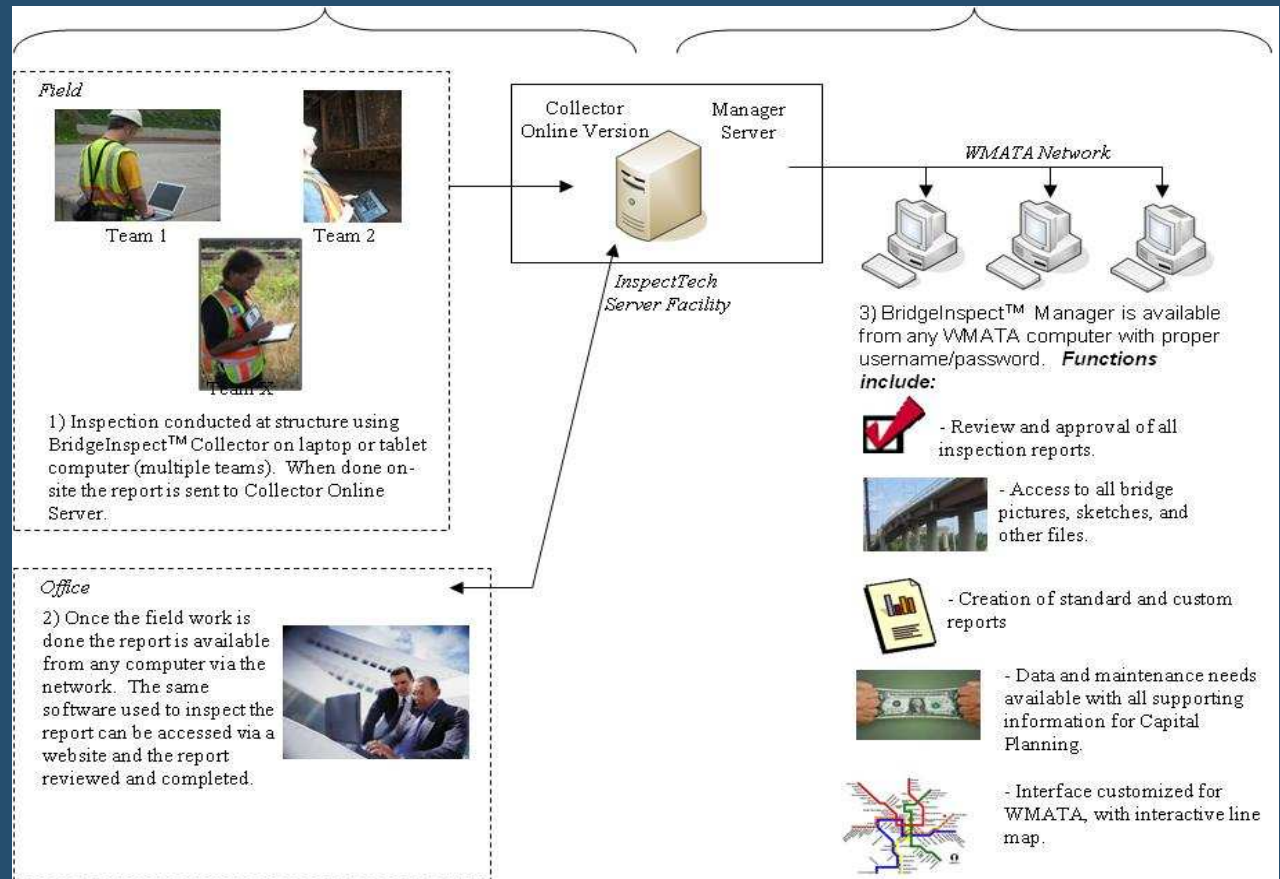 Field
Team 1
Team 2
Team X
1) Inspection conducted at structure using
BridgeInspect™ Collector on laptop or tablet
computer (multiple teams). When done on-
site the report is sent to Collector Online
Server.
Office
2) Once the field work is
done the report is available
from any computer via the
network. The same
software used to inspect the
report can be accessed via a
website and the report
reviewed and completed.
Collector
Online Version
Manager
Server
InspectTech
Server Facility
WMATA Network
3) BridgeInspect™ Manager is available
from any WMATA computer with proper
username/password. Functions
include:
- Review and approval of all
inspection reports.
- Access to all bridge
pictures, sketches, and
other files.
- Creation of standard and custom
reports
- Data and maintenance needs
available with all supporting
information for Capital
Planning.
- Interface customized for
WMATA, with interactive line
map.